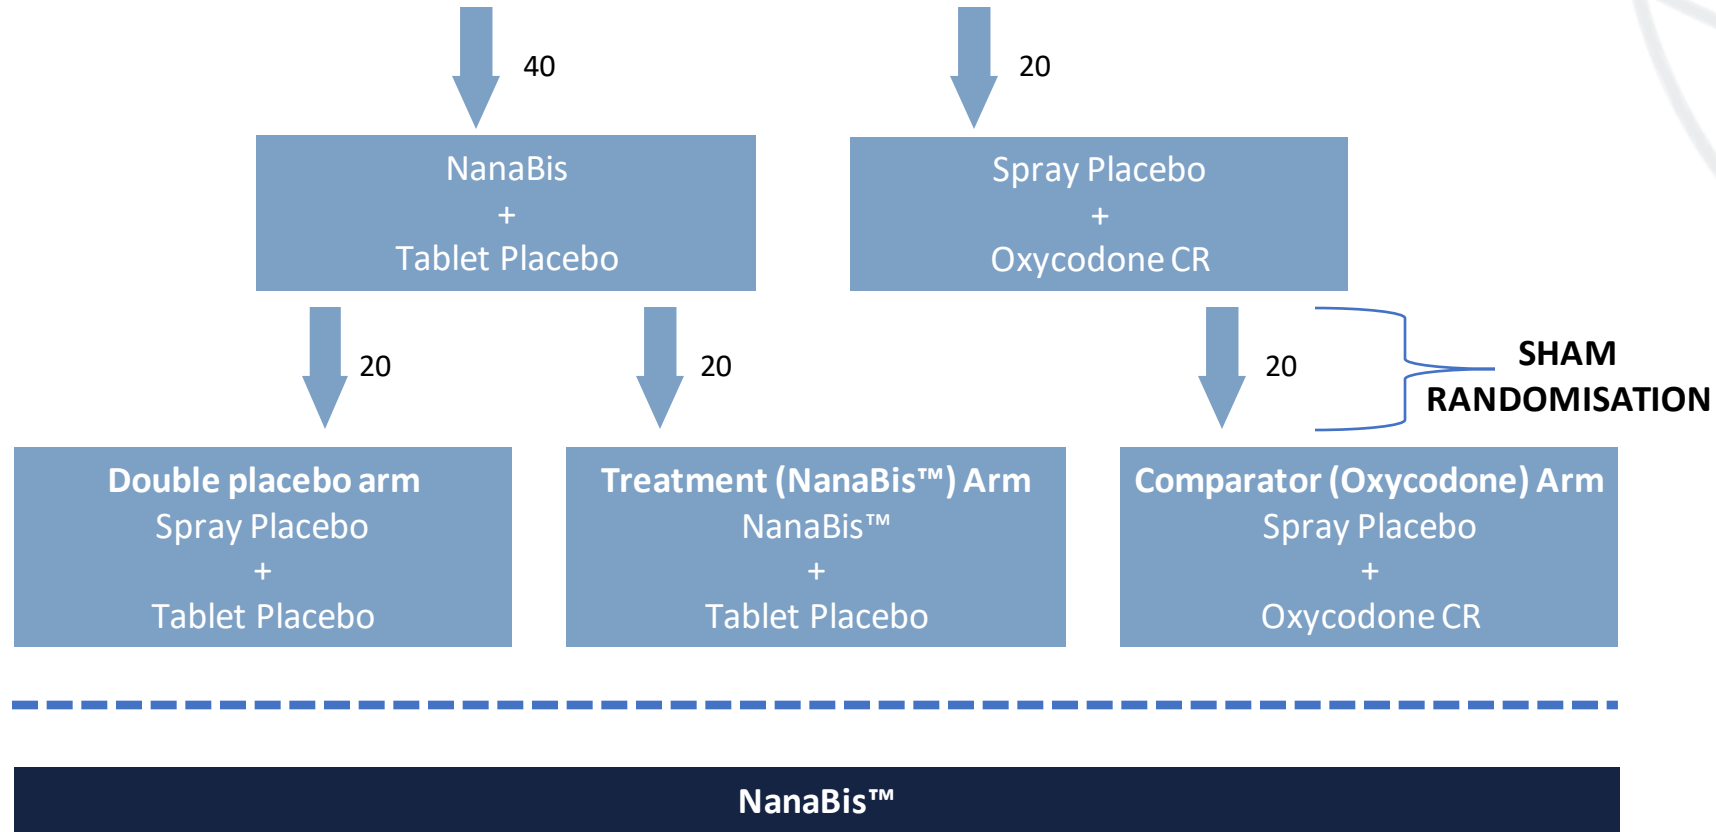 40
20
NanaBis
+
Tablet Placebo
Spray Placebo
+
Oxycodone CR
20
20
20
SHAM
RANDOMISATION
Double placebo arm
Spray Placebo
+
Tablet Placebo
Treatment (NanaBis™) Arm
NanaBis™
+
Tablet Placebo
Comparator (Oxycodone) Arm
Spray Placebo
+
Oxycodone CR
NanaBis™